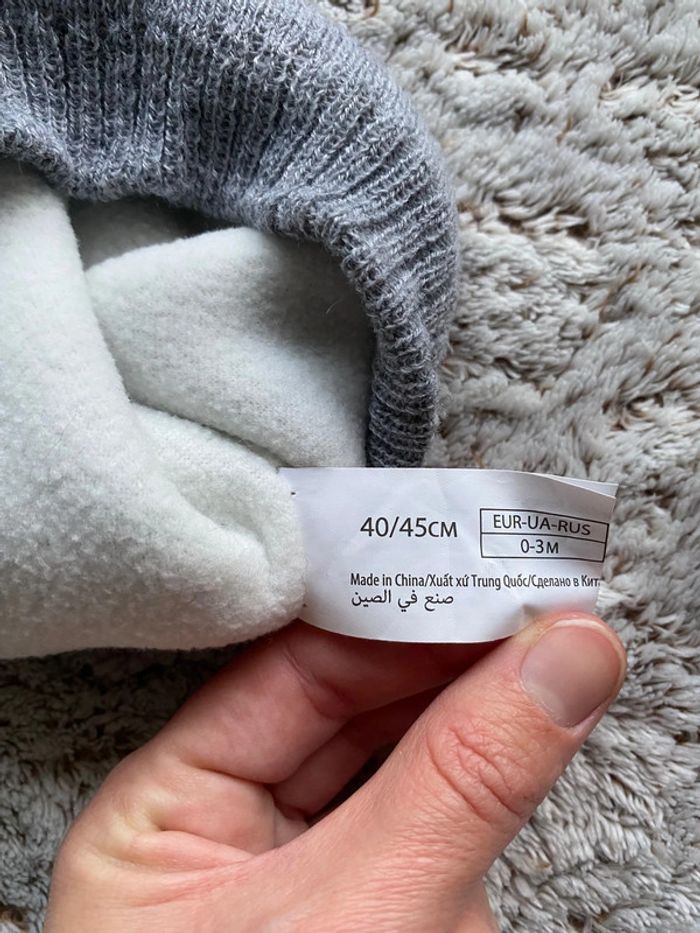 40/45CM
EUR-UA-RUS
0-3M
Made in China/Xuất xứ Trung Quốc/Сделано в Кит
صنع في الصين